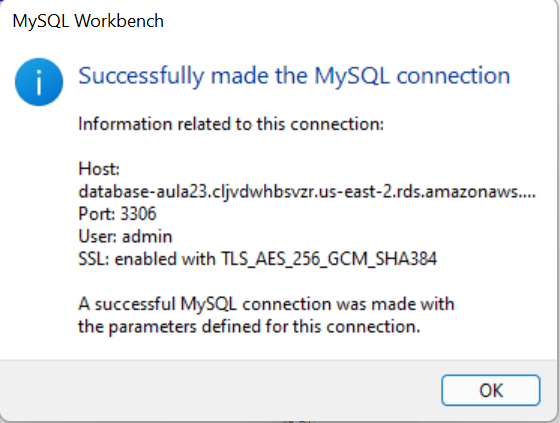 MySQL Workbench
Successfully made the MySQL connection
Information related to this connection:
Host:
database-aula23.cljvdwhbsvzr.us-east-2.rds.amazonaws....
Port: 3306
User: admin
SSL: enabled with TLS_AES_256_GCM_SHA384
A successful MySQL connection was made with
the parameters defined for this connection.
OK